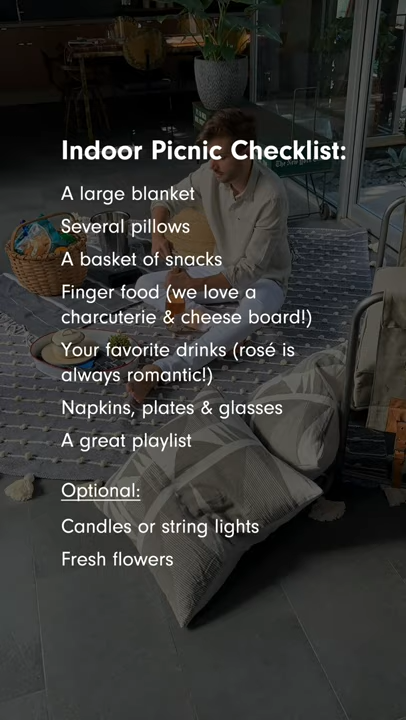 Indoor Picnic Checklist:
A large blanket
Several pillows
A basket of snacks
Finger food (we love a
charcuterie & cheese board!)
Your favorite drinks (rosé is
always romantic!)
Napkins, plates & glasses
A great playlist
Optional:
Candles or string lights
Fresh flowers